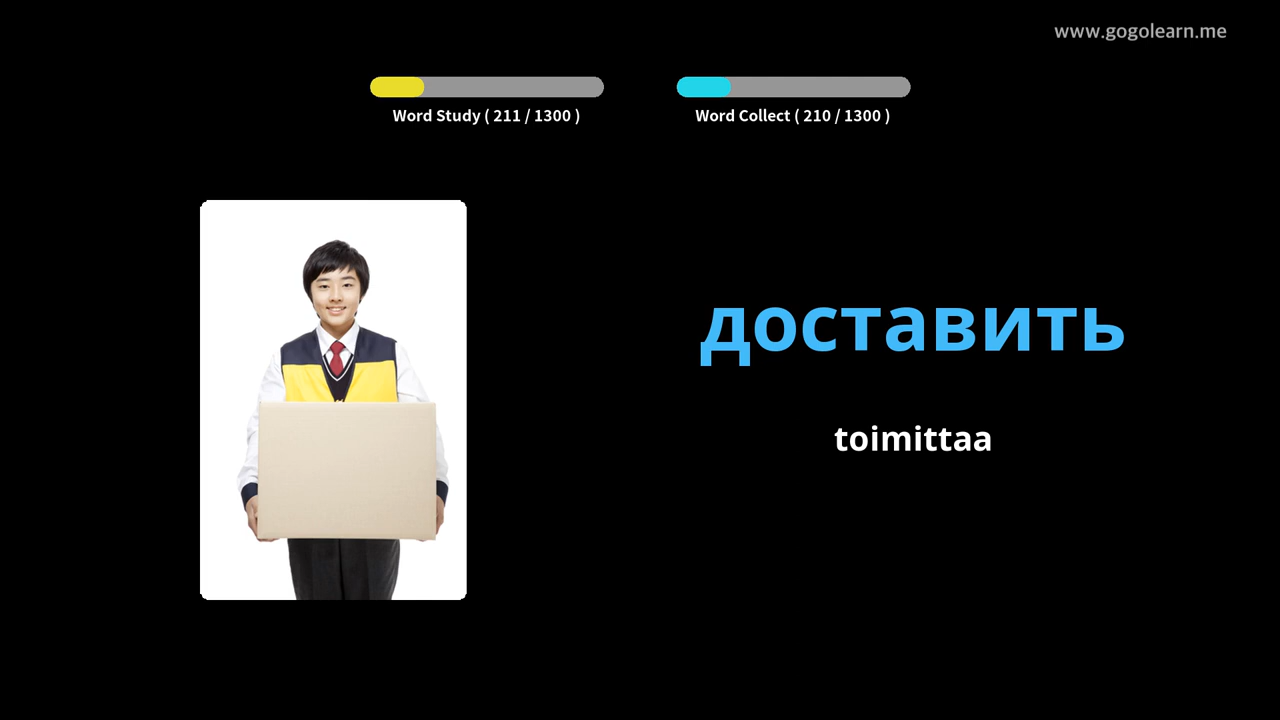 www.gogolearn.me
Word Study ( 211 / 1300 )
Word Collect ( 210 / 1300 )
доставить
toimittaa